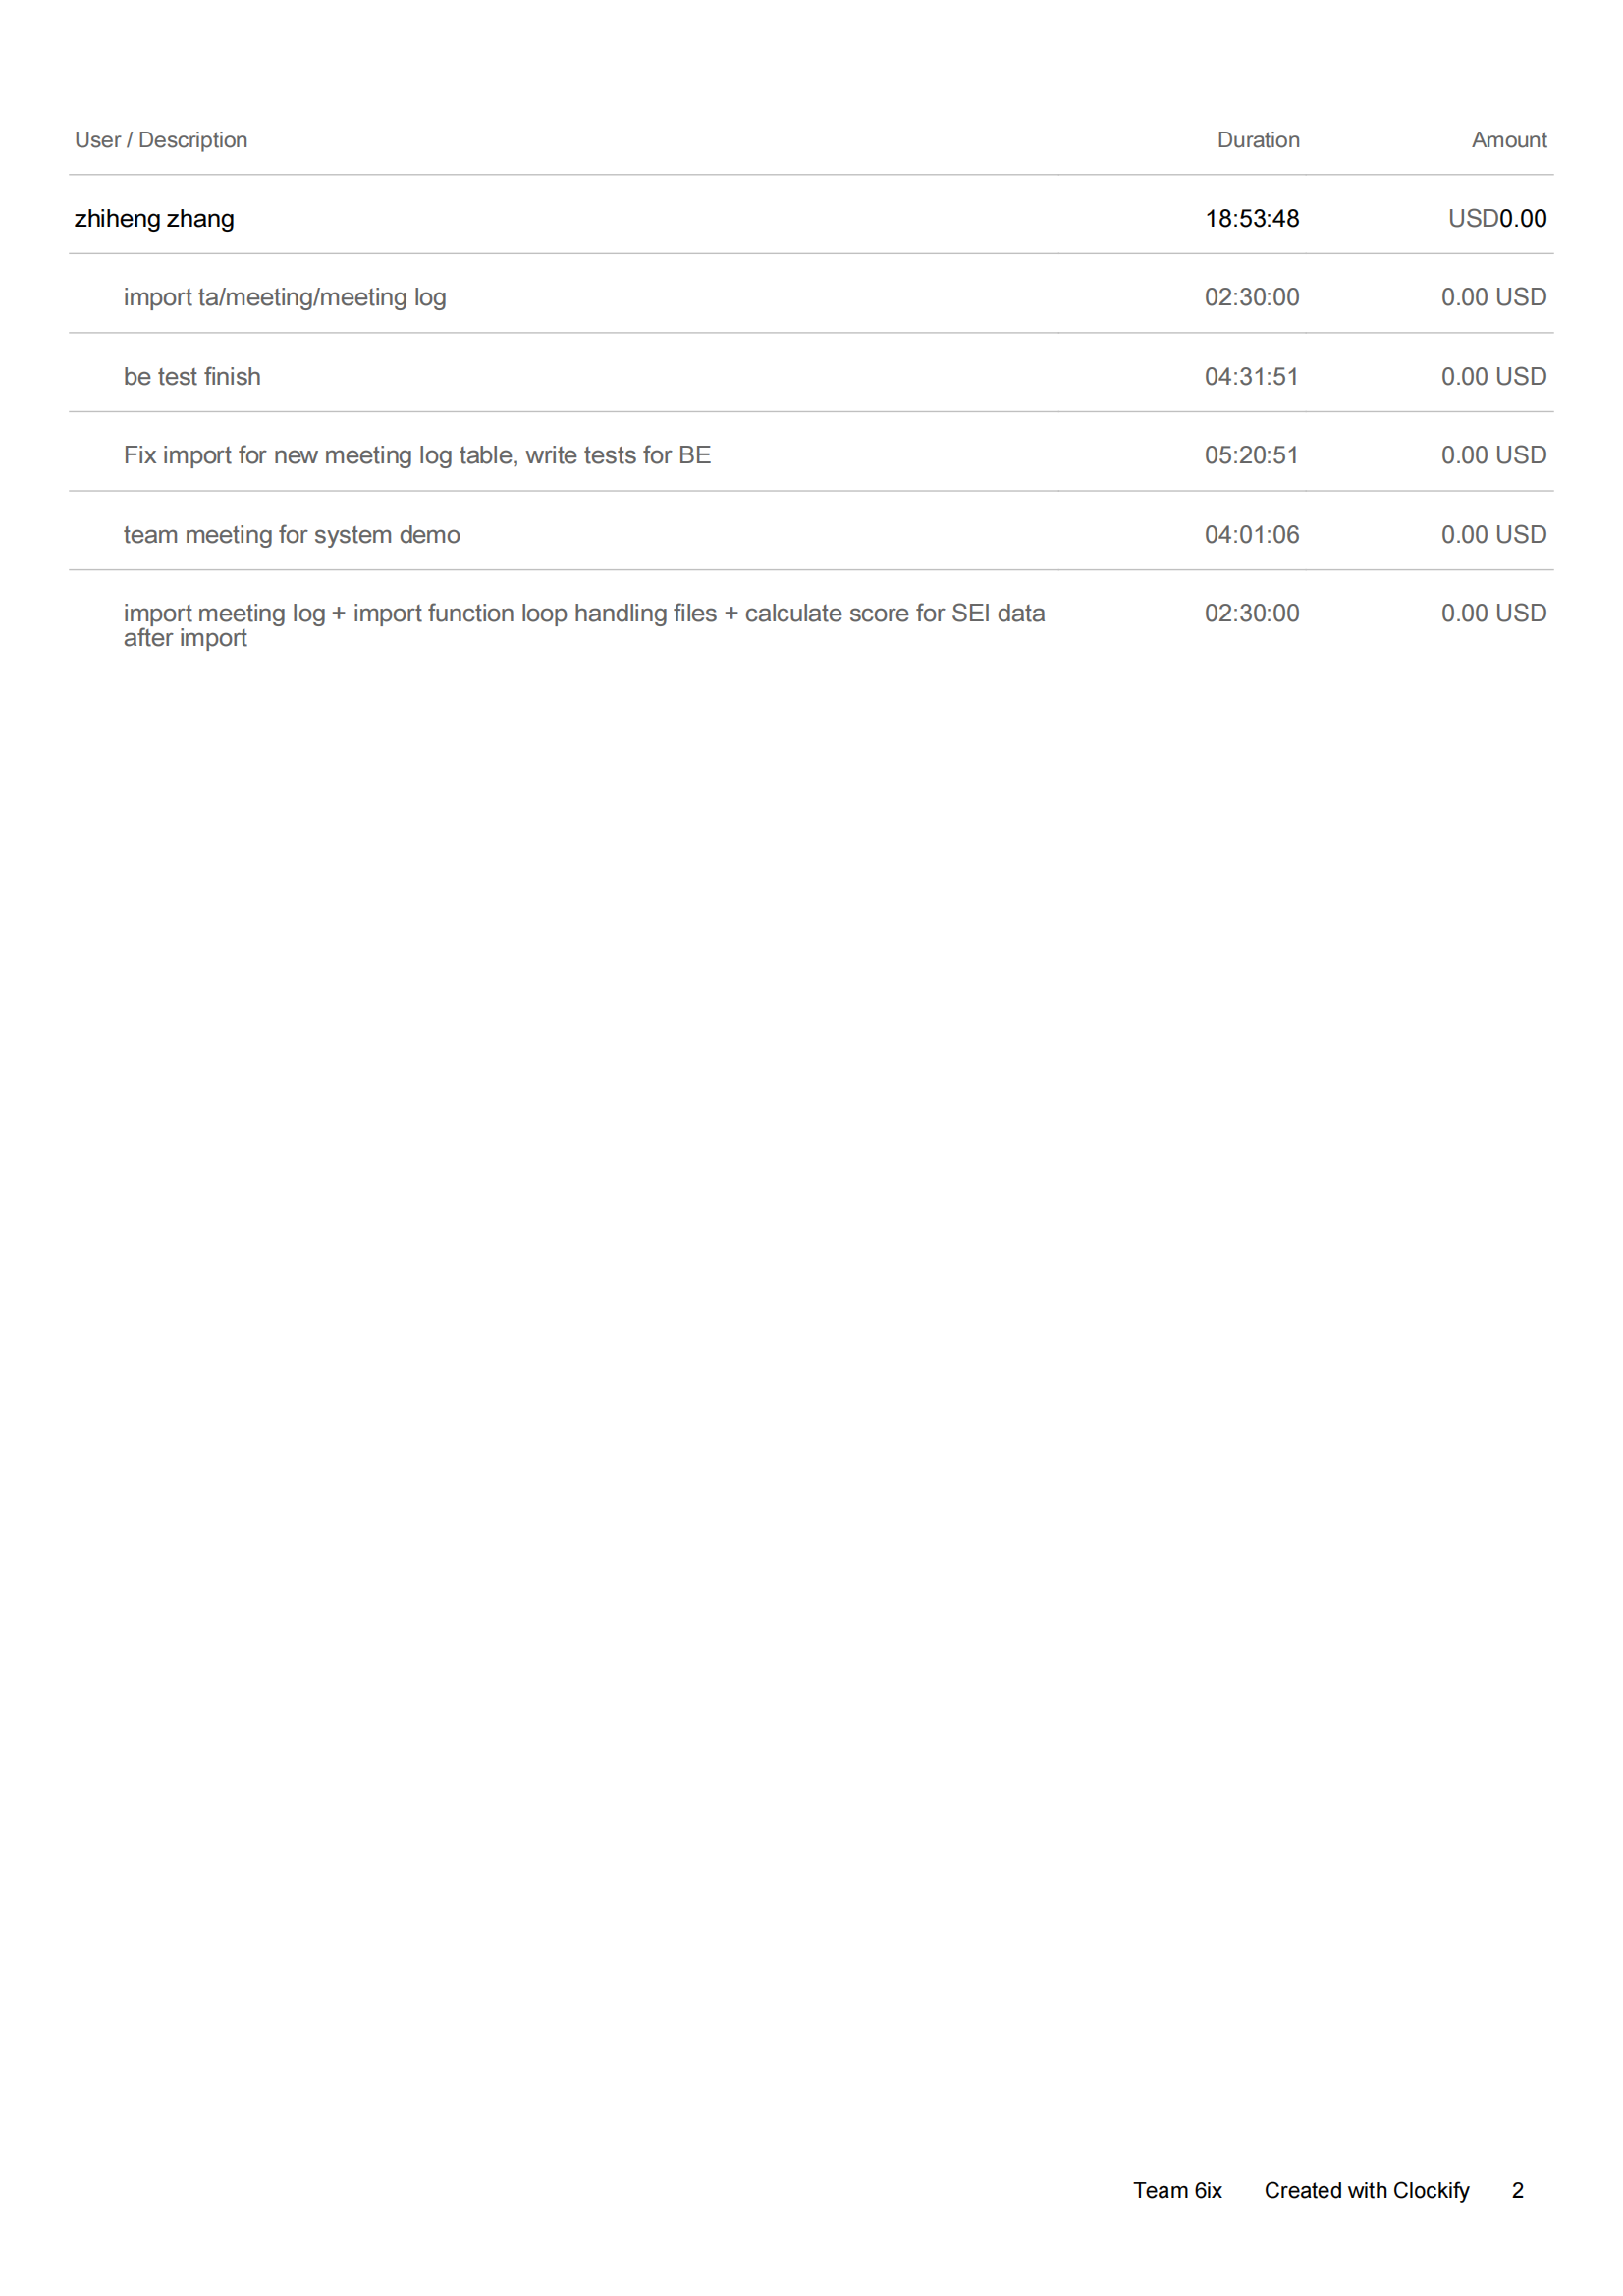 User / Description Duration Amount
zhiheng zhang 18:53:48 USD0.00
import ta/meeting/meeting log 02:30:00 0.00 USD
be test finish 04:31:51 0.00 USD
Fix import for new meeting log table, write tests for BE 05:20:51 0.00 USD
team meeting for system demo 04:01:06 0.00 USD
import meeting log + import function loop handling files + calculate score for SEI data 02:30:00 0.00 USD
after import
Team 6ix Created with Clockify 2